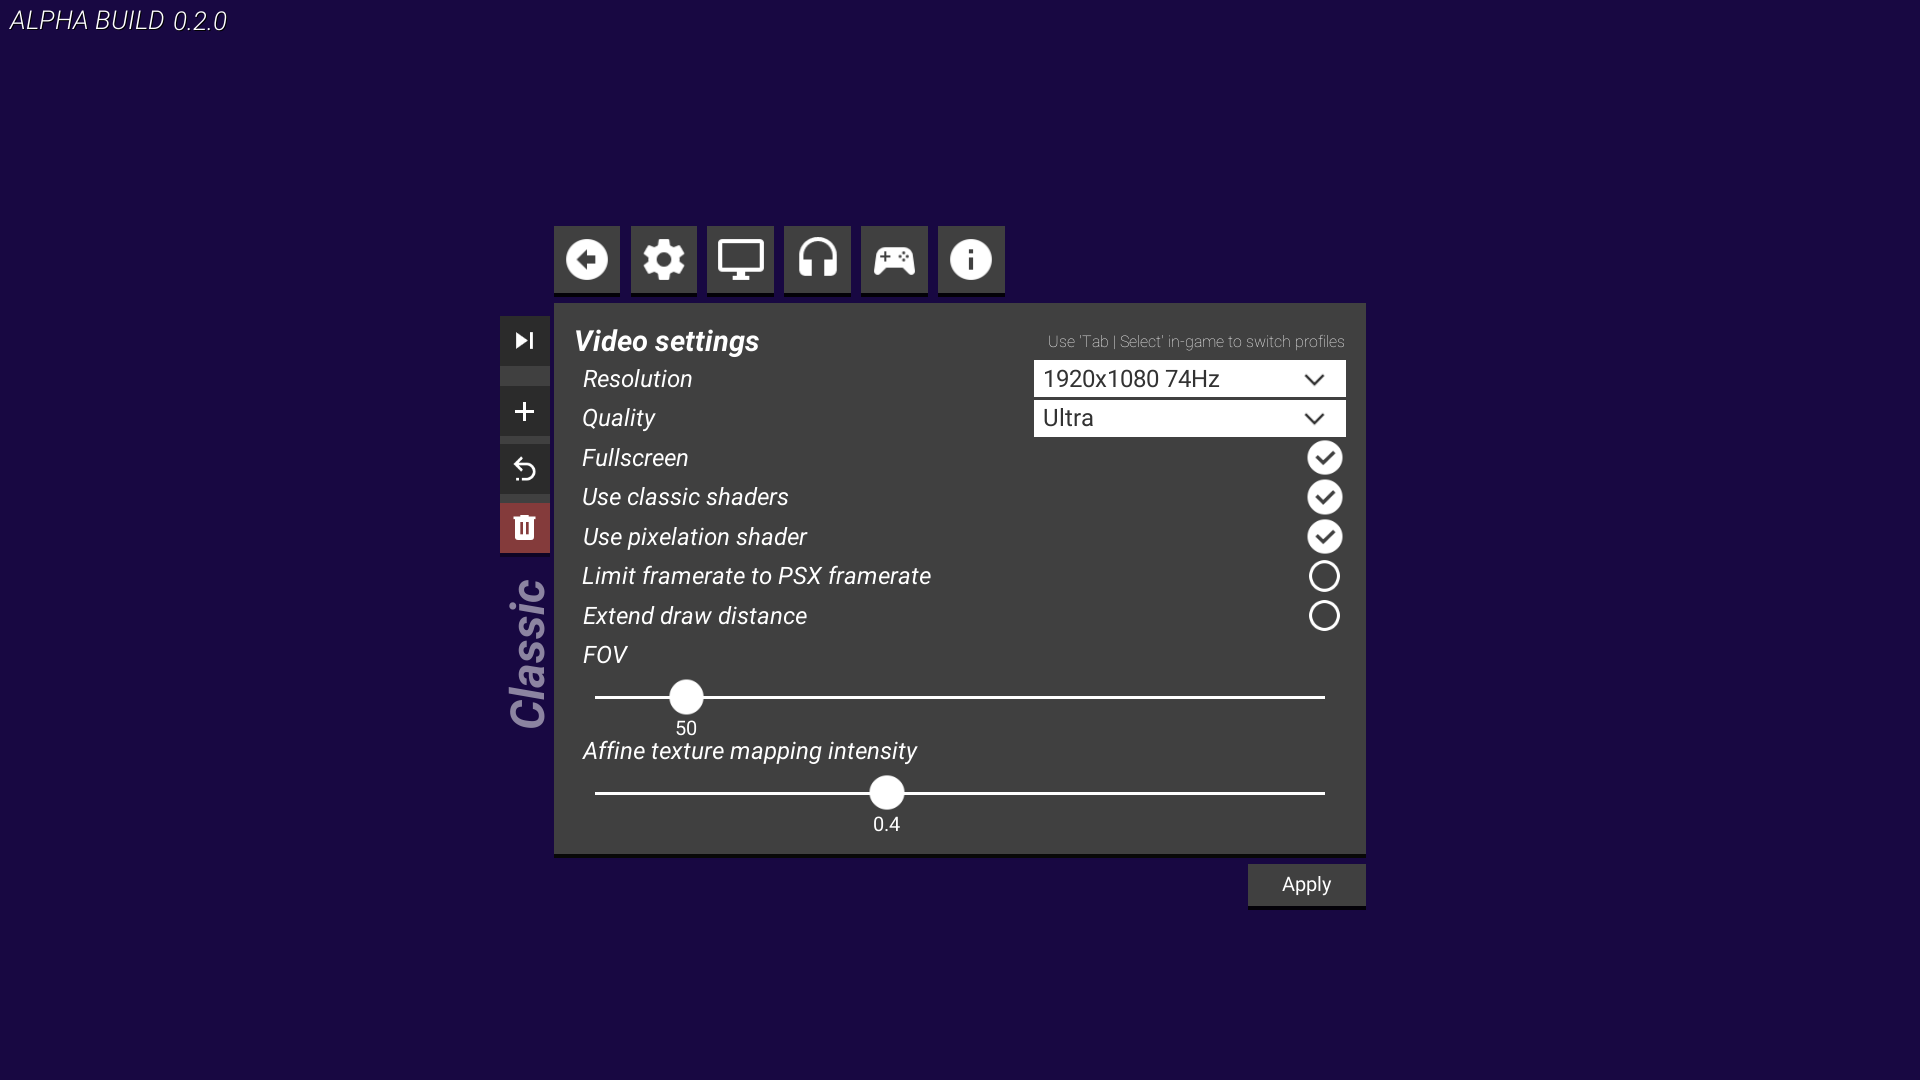 ALPHA BUILD 0.2.0
Video settings
Use 'Tab | Select' in-game to switch profiles
Resolution
1920x1080 74Hz
Quality
Ultra
Fullscreen
Use classic shaders
Use pixelation shader
Limit framerate to PSX framerate
Extend draw distance
FOV
50
Affine texture mapping intensity
0.4
Classic
Apply